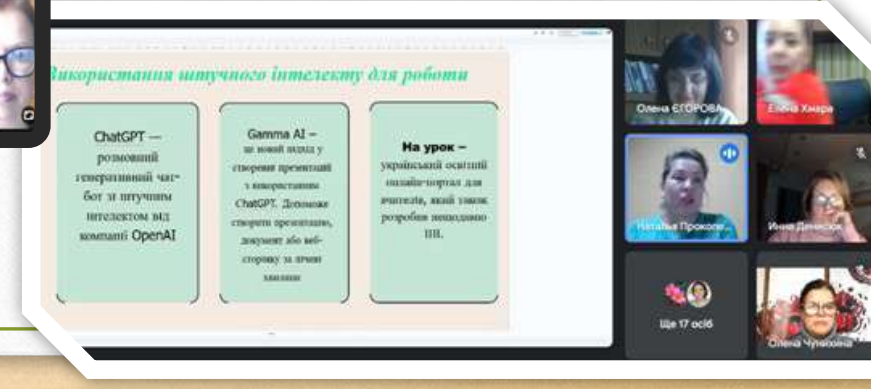 Використання штучного інтелекту для роботи
ChatGPT —
розмовний
генеративний чат-
бот зі штучним
інтелектом від
компанії OpenAI
Gamma AI –
це новий підхід у
створенні презентацій
з використанням
ChatGPT. Допоможе
створити презентацію,
документ або веб-
сторінку за лічені
хвилини
На урок –
український освітній
онлайн-портал для
вчителів, який також
розробив нещодавно
ШІ.
Олена ЄГОРОВА
Елена Хмара
Наталья Прокопе...
Инна Денисюк
Ще 17 осіб
Олена Чуніхіна